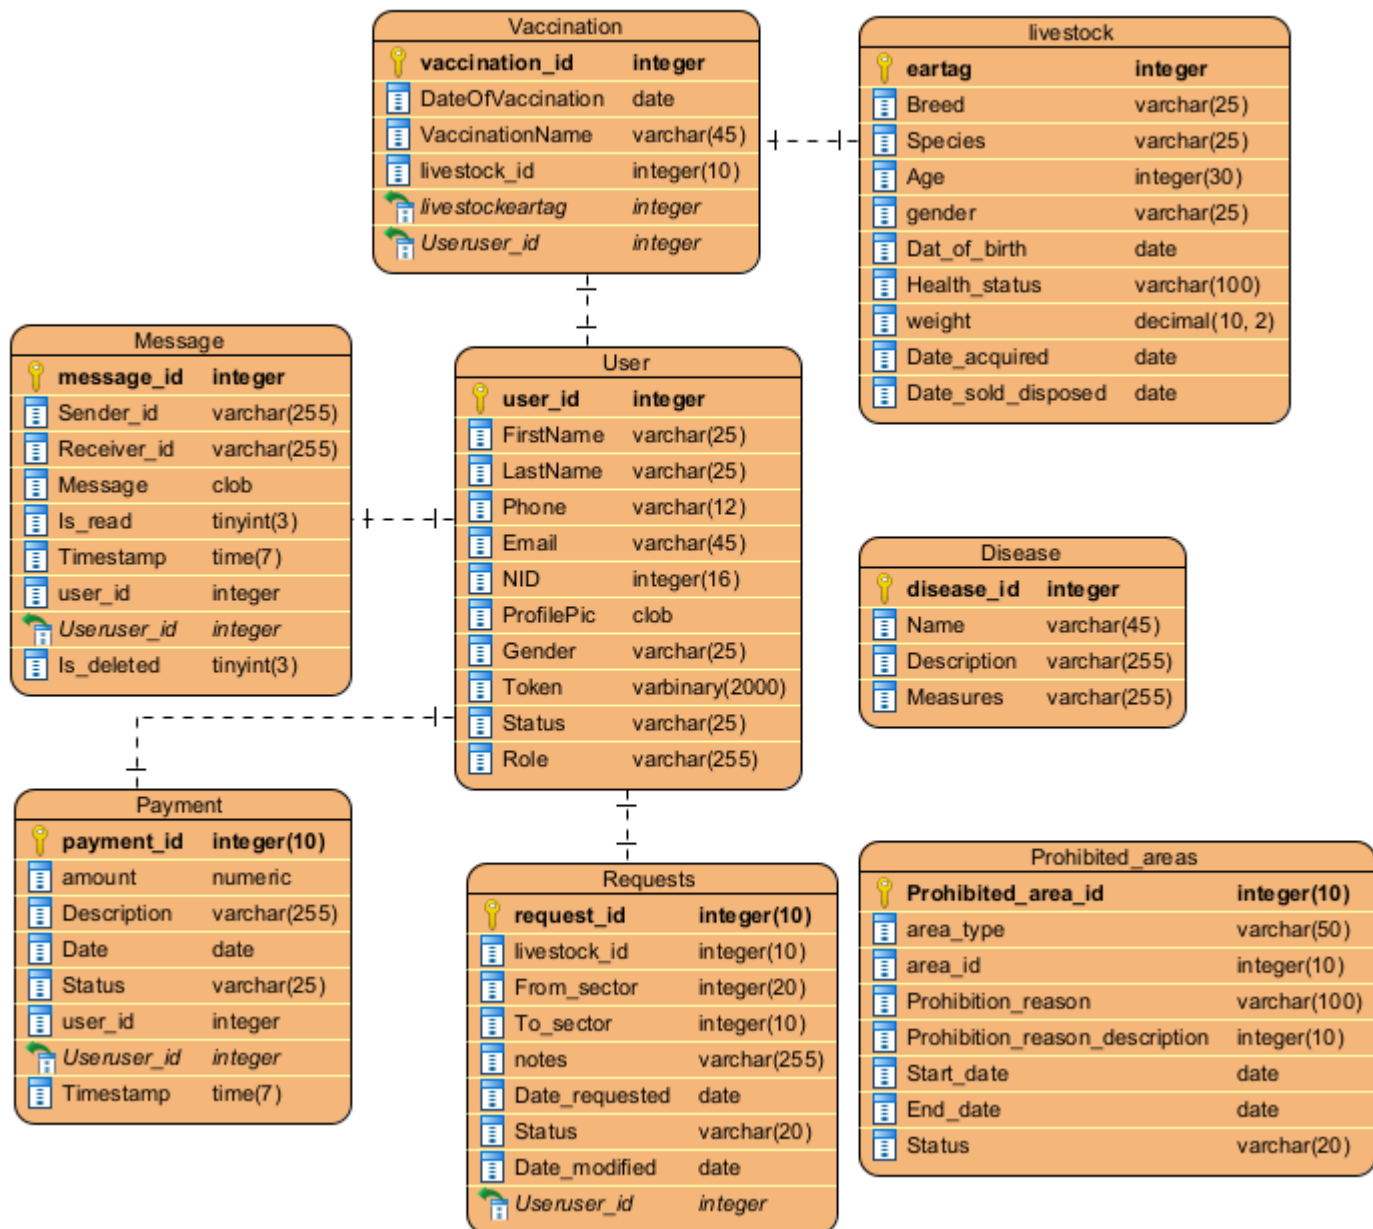 Vaccination
vaccination_id integer
DateOfVaccination date
VaccinationName varchar(45)
livestock_id integer(10)
livestockeartag integer
Useruser_id integer
livestock
eartag integer
Breed varchar(25)
Species varchar(25)
Age integer(30)
gender varchar(25)
Dat_of_birth date
Health_status varchar(100)
weight decimal(10, 2)
Date_acquired date
Date_sold_disposed date
Message
message_id integer
Sender_id varchar(255)
Receiver_id varchar(255)
Message clob
Is_read tinyint(3)
Timestamp time(7)
user_id integer
Useruser_id integer
Is_deleted tinyint(3)
User
user_id integer
FirstName varchar(25)
LastName varchar(25)
Phone varchar(12)
Email varchar(45)
NID integer(16)
ProfilePic clob
Gender varchar(25)
Token varbinary(2000)
Status varchar(25)
Role varchar(255)
Disease
disease_id integer
Name varchar(45)
Description varchar(255)
Measures varchar(255)
Payment
payment_id integer(10)
amount numeric
Description varchar(255)
Date date
Status varchar(25)
user_id integer
Useruser_id integer
Timestamp time(7)
Requests
request_id integer(10)
livestock_id integer(10)
From_sector integer(20)
To_sector integer(10)
notes varchar(255)
Date_requested date
Status varchar(20)
Date_modified date
Useruser_id integer
Prohibited_areas
Prohibited_area_id integer(10)
area_type varchar(50)
area_id integer(10)
Prohibition_reason varchar(100)
Prohibition_reason_description integer(10)
Start_date date
End_date date
Status varchar(20)